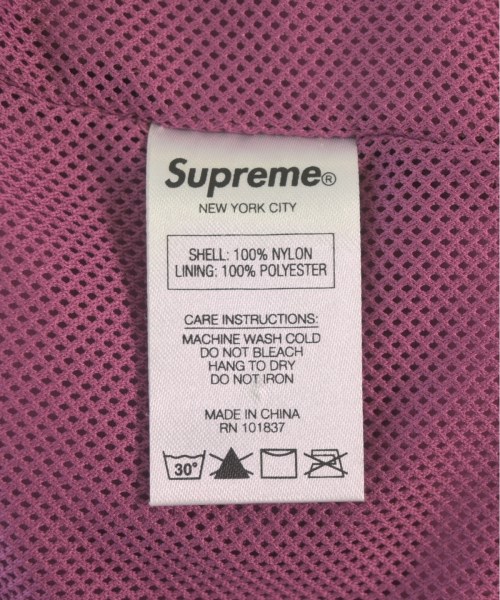 Supreme®
NEW YORK CITY
SHELL: 100% NYLON
LINING: 100% POLYESTER
CARE INSTRUCTIONS:
MACHINE WASH COLD
DO NOT BLEACH
HANG TO DRY
DO NOT IRON
MADE IN CHINA
RN 101837
30°